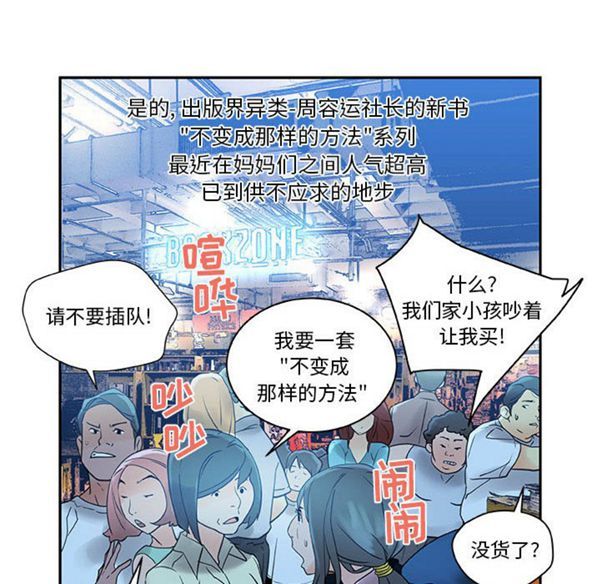 是的, 出版界异类-周容运社长的新书
"不变成那样的方法"系列
最近在妈妈们之间人气超高
已到供不应求的地步
BOOKZONE
喧哗
什么?
我们家小孩吵着
让我买!
请不要插队!
我要一套
"不变成
那样的方法"
吵吵
闹闹
没货了?